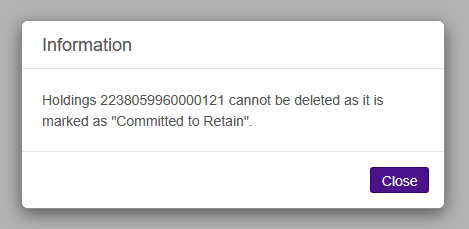 Information
Holdings 2238059960000121 cannot be deleted as it is
marked as "Committed to Retain".
Close